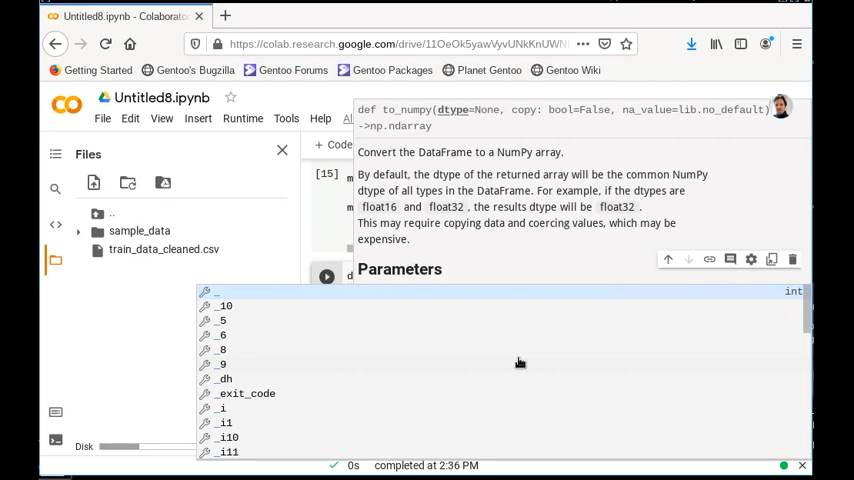 Untitled8.ipynb - Colaborato
https://colab.research.google.com/drive/11OeOk5yawVyvUNkKnUWN
Getting Started Gentoo's Bugzilla Gentoo Forums Gentoo Packages Planet Gentoo Gentoo Wiki
Untitled8.ipynb
File Edit View Insert Runtime Tools Help Al
Files
..
sample_data
train_data_cleaned.csv
Disk
+ Code
[15] m
m
d
def to_numpy(dtype=None, copy: bool=False, na_value=lib.no_default)
->np.ndarray
Convert the DataFrame to a NumPy array.
By default, the dtype of the returned array will be the common NumPy
dtype of all types in the DataFrame. For example, if the dtypes are
float16 and float32 , the results dtype will be float32 .
This may require copying data and coercing values, which may be
expensive.
Parameters
_ int
_10
_5
_6
_8
_9
_dh
_exit_code
_i
_i1
_i10
_i11
0s completed at 2:36 PM